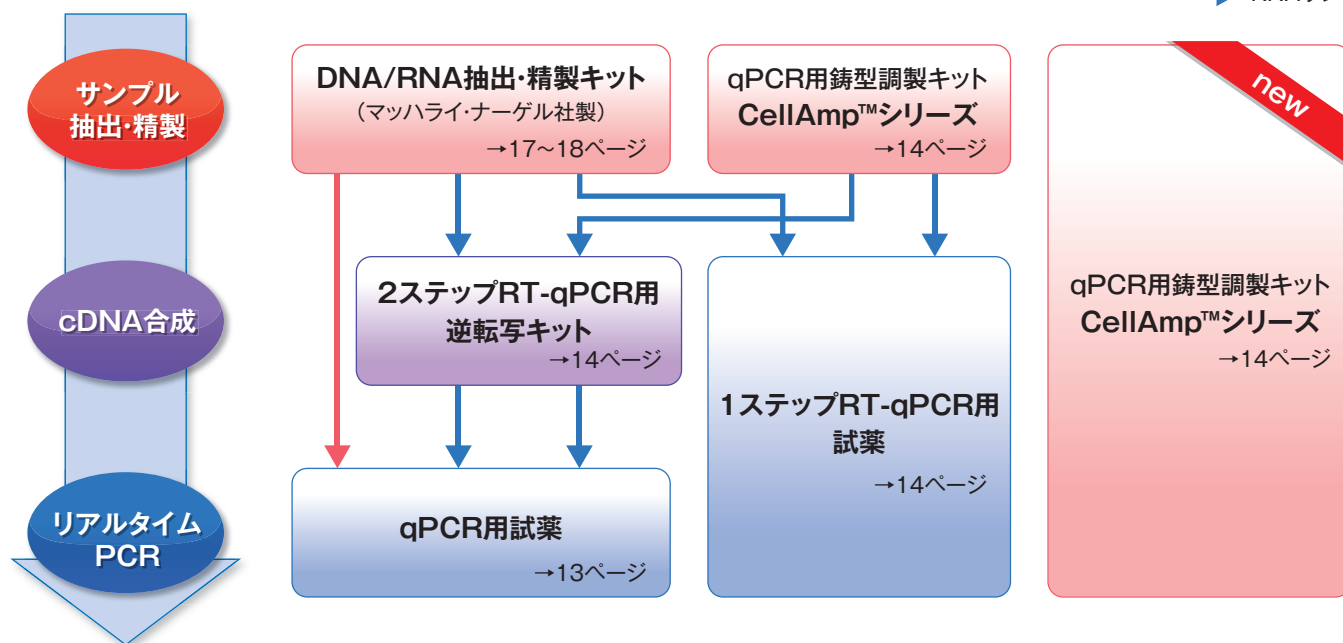 サンプル
抽出・精製
cDNA合成
リアルタイム
PCR
DNA/RNA抽出・精製キット
（マッハライ・ナーゲル社製）
→17～18ページ
qPCR用鋳型調製キット
CellAmp™シリーズ
→14ページ
2ステップRT-qPCR用
逆転写キット
→14ページ
1ステップRT-qPCR用
試薬
→14ページ
qPCR用試薬
→13ページ
new
qPCR用鋳型調製キット
CellAmp™シリーズ
→14ページ